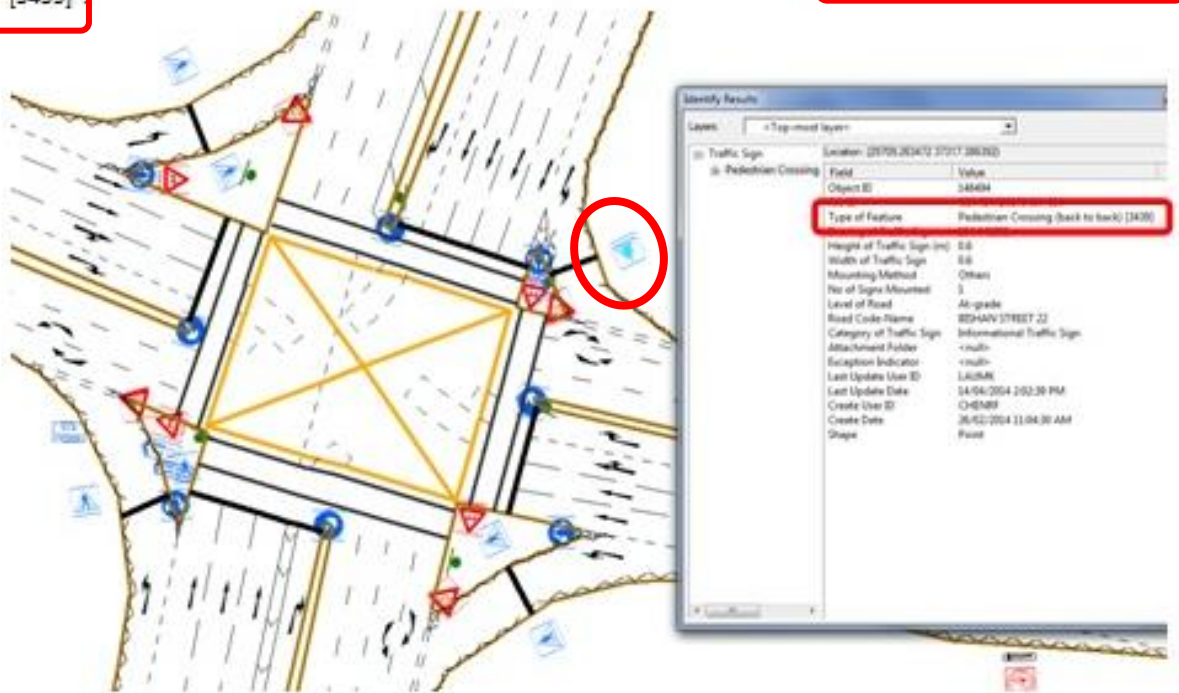 Identify Results
Layers: <Top-most layer>
Traffic Sign
Pedestrian Crossing
Field Value
Object ID 146494
Type of Feature Pedestrian Crossing (back to back) [3439]
Height of Traffic Sign (m) 0.6
Width of Traffic Sign 0.6
Mounting Method Others
No of Signs Mounted 1
Level of Road At-grade
Road Code-Name BISHAN STREET 22
Category of Traffic Sign Informational Traffic Sign
Attachment Folder <null>
Exception Indicator <null>
Last Update User ID LAUMK
Last Update Date 14/04/2014 2:02:39 PM
Create User ID
Create Date 26/02/2014 11:04:30 AM
Shape Point